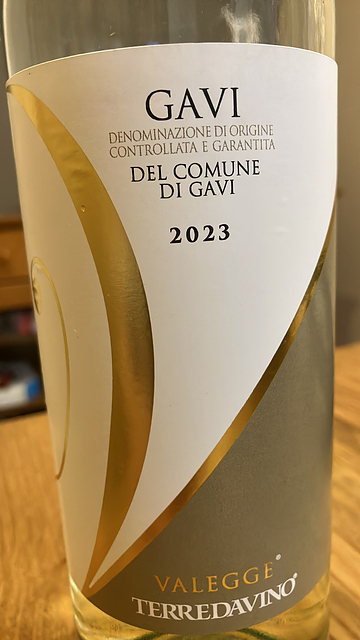 GAVI
DENOMINAZIONE DI ORIGINE
CONTROLLATA E GARANTITA
DEL COMUNE
DI GAVI
2023
VALEGGE®
TERREDAVINO®